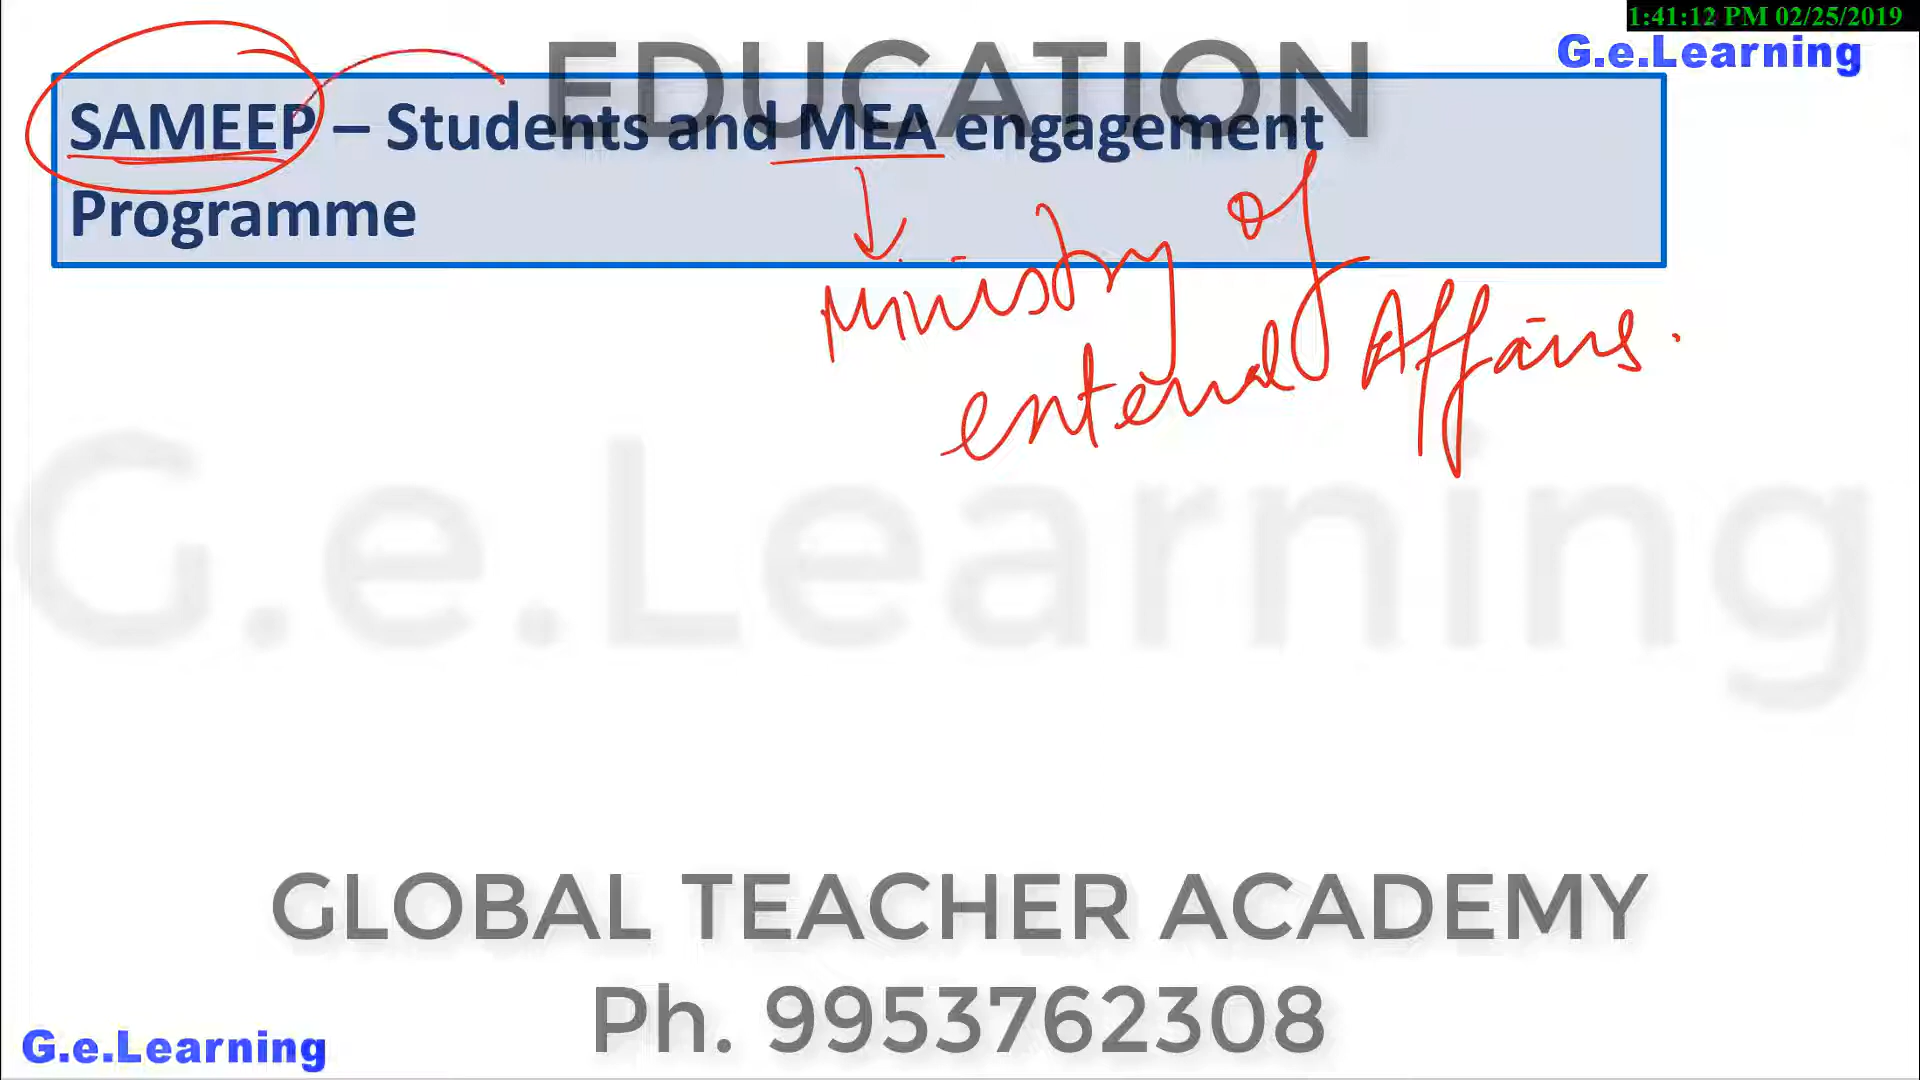 1:41:12 PM 02/25/2019
G.e.Learning
EDUCATION
SAMEEP – Students and MEA engagement
Programme
Ministry of
external Affairs.
G.e.Learning
GLOBAL TEACHER ACADEMY
Ph. 9953762308
G.e.Learning